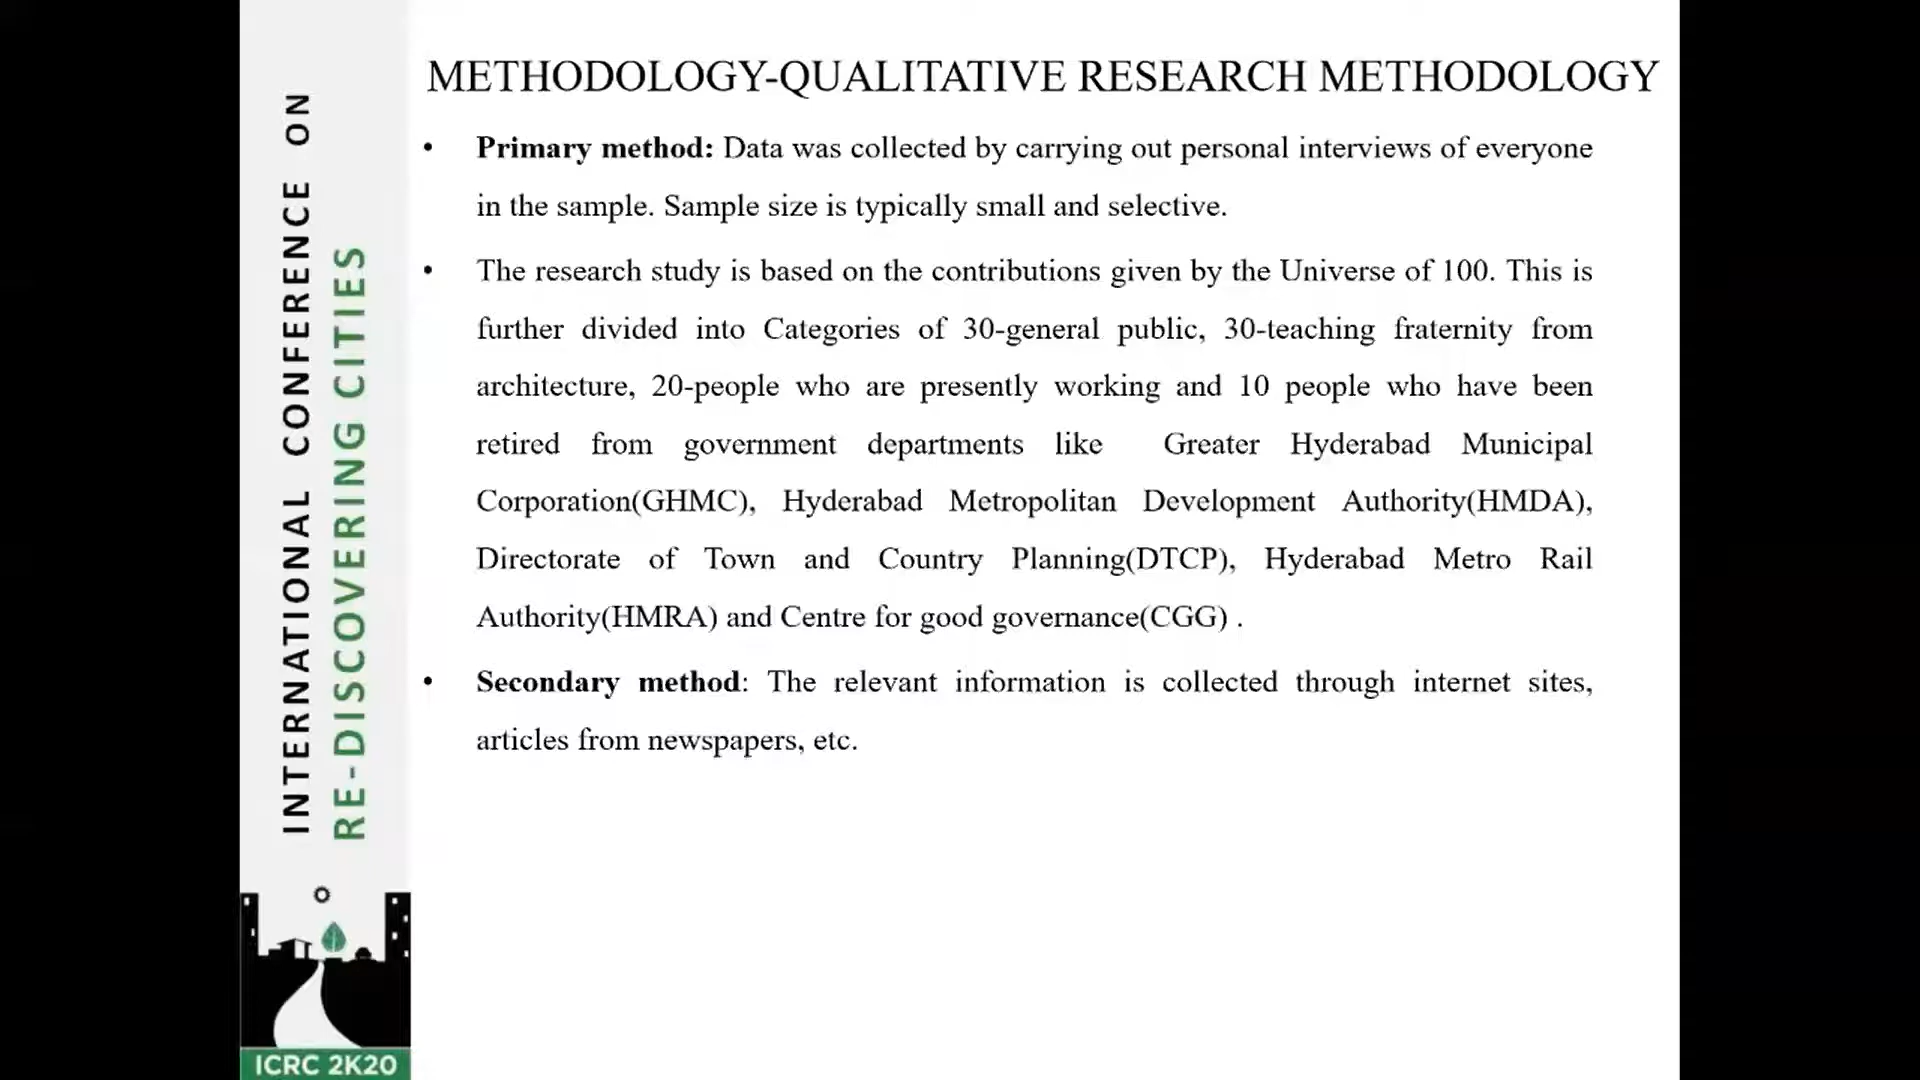 INTERNATIONAL CONFERENCE ON
RE-DISCOVERING CITIES
ICRC 2K20
METHODOLOGY-QUALITATIVE RESEARCH METHODOLOGY
• Primary method: Data was collected by carrying out personal interviews of everyone
in the sample. Sample size is typically small and selective.
• The research study is based on the contributions given by the Universe of 100. This is
further divided into Categories of 30-general public, 30-teaching fraternity from
architecture, 20-people who are presently working and 10 people who have been
retired from government departments like Greater Hyderabad Municipal
Corporation(GHMC), Hyderabad Metropolitan Development Authority(HMDA),
Directorate of Town and Country Planning(DTCP), Hyderabad Metro Rail
Authority(HMRA) and Centre for good governance(CGG) .
• Secondary method: The relevant information is collected through internet sites,
articles from newspapers, etc.